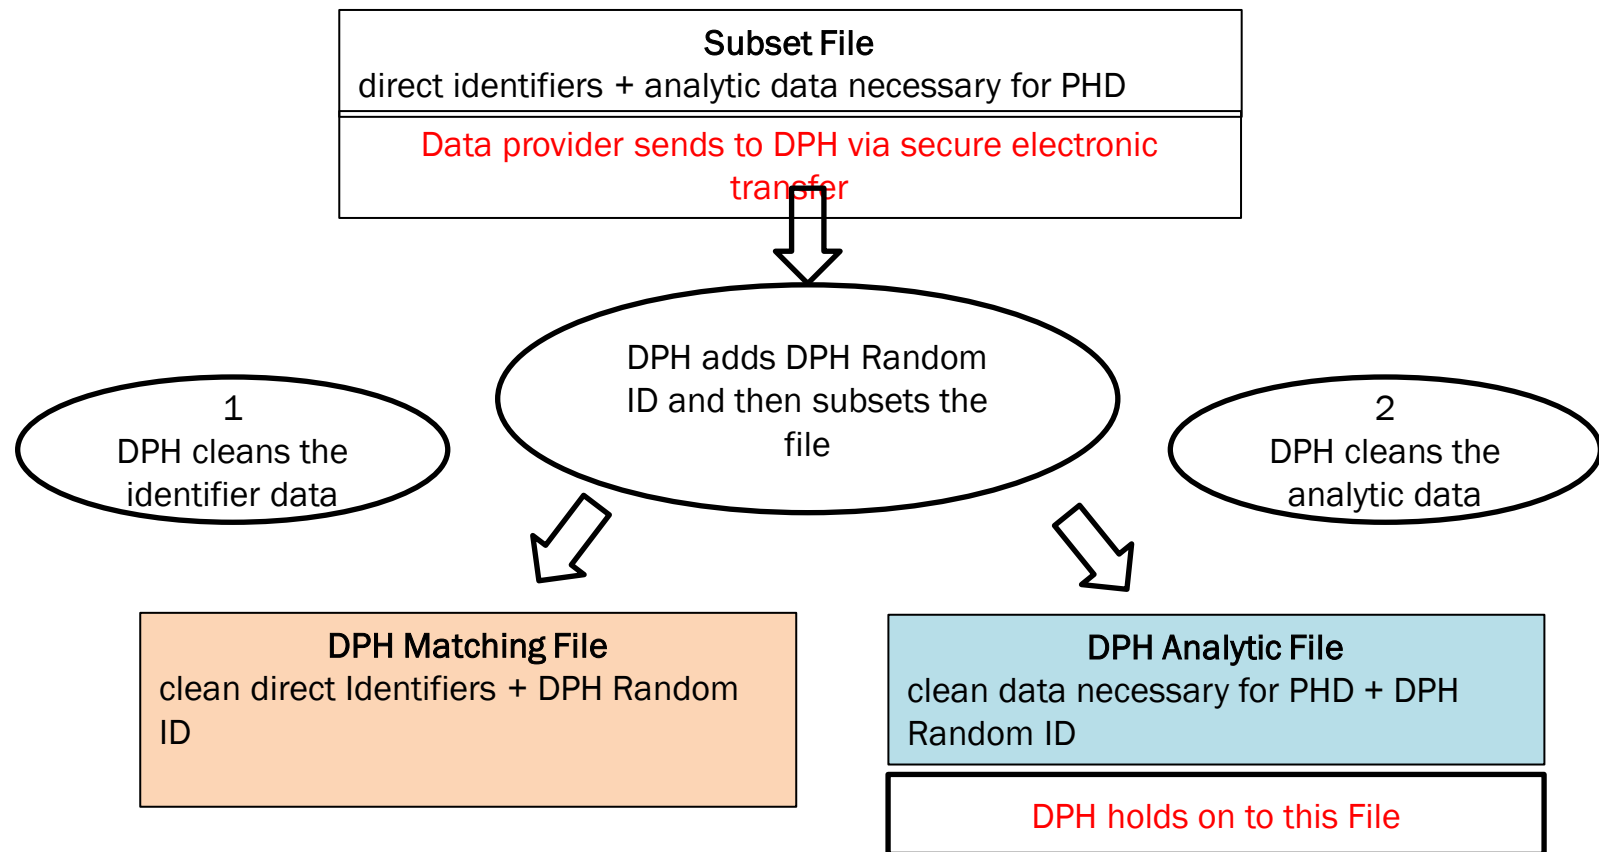 Subset File
direct identifiers + analytic data necessary for PHD
Data provider sends to DPH via secure electronic
transfer
DPH adds DPH Random
ID and then subsets the
file
1
DPH cleans the
identifier data
2
DPH cleans the
analytic data
DPH Matching File
clean direct Identifiers + DPH Random
ID
DPH Analytic File
clean data necessary for PHD + DPH
Random ID
DPH holds on to this File